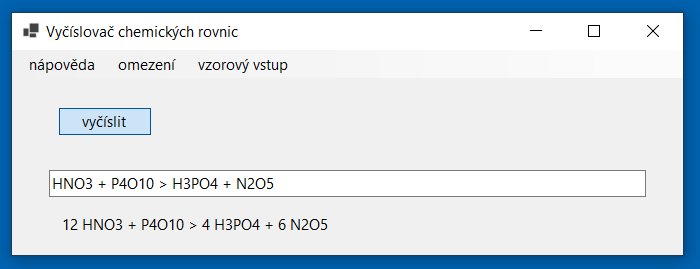 Vyčíslovač chemických rovnic
nápověda omezení vzorový vstup
vyčíslit
HNO3 + P4O10 > H3PO4 + N2O5
12 HNO3 + P4O10 > 4 H3PO4 + 6 N2O5